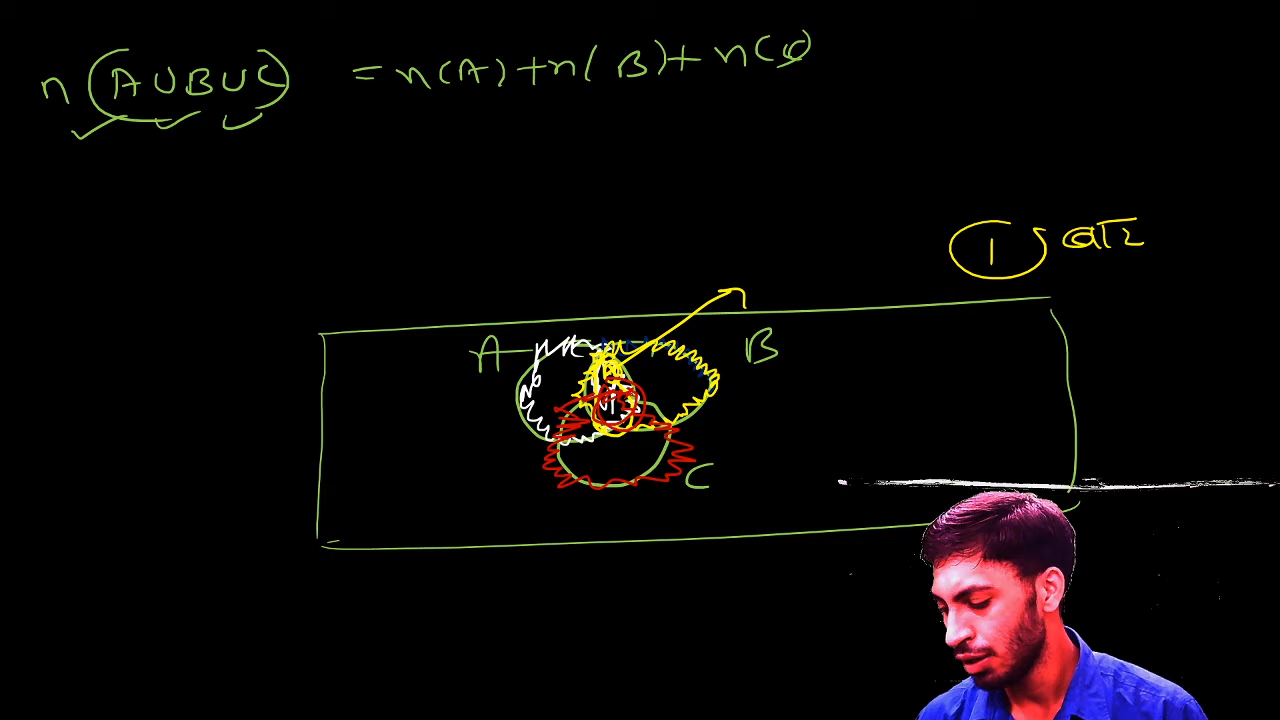 n (A∪B∪C) = n(A)+n(B)+n(C)
1 बार
A
B
C